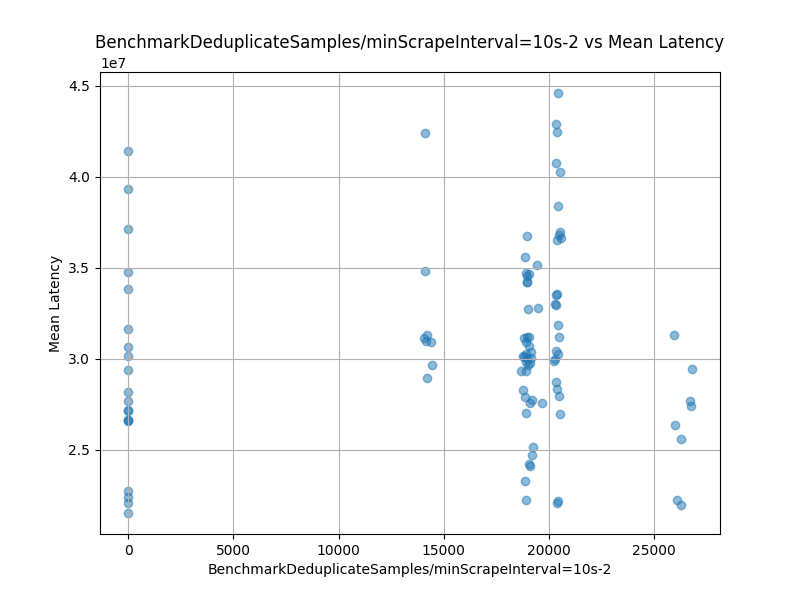 BenchmarkDeduplicateSamples/minScrapeInterval=10s-2 vs Mean Latency
1e7
4.5
4.0
3.5
3.0
2.5
Mean Latency
0 5000 10000 15000 20000 25000
BenchmarkDeduplicateSamples/minScrapeInterval=10s-2